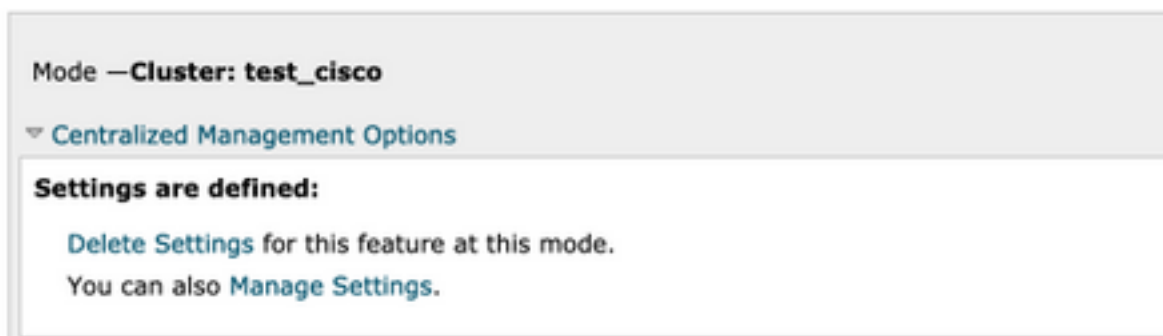 Mode —Cluster: test_cisco
Centralized Management Options
Settings are defined:
Delete Settings for this feature at this mode.
You can also Manage Settings.